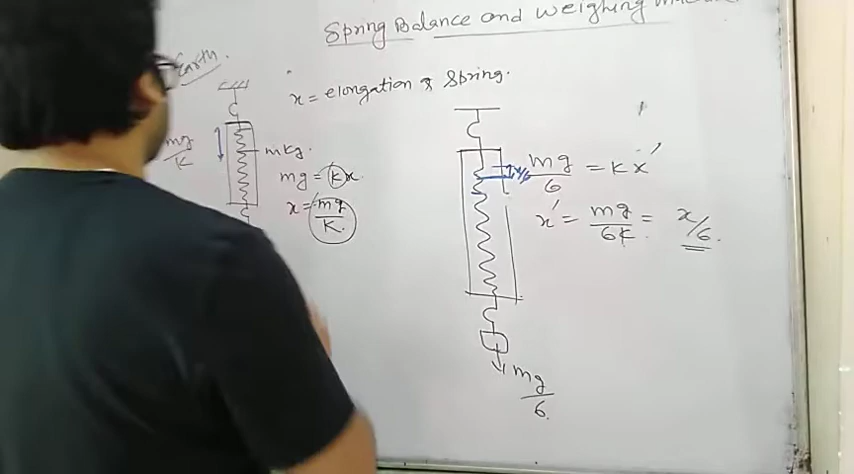 Spring Balance and Weighing
Earth.
x = elongation of Spring.
mg/K
mkg.
mg = Kx
x = mg/K.
mg/6 = Kx'
x' = mg/6K = x/6.
mg/6.